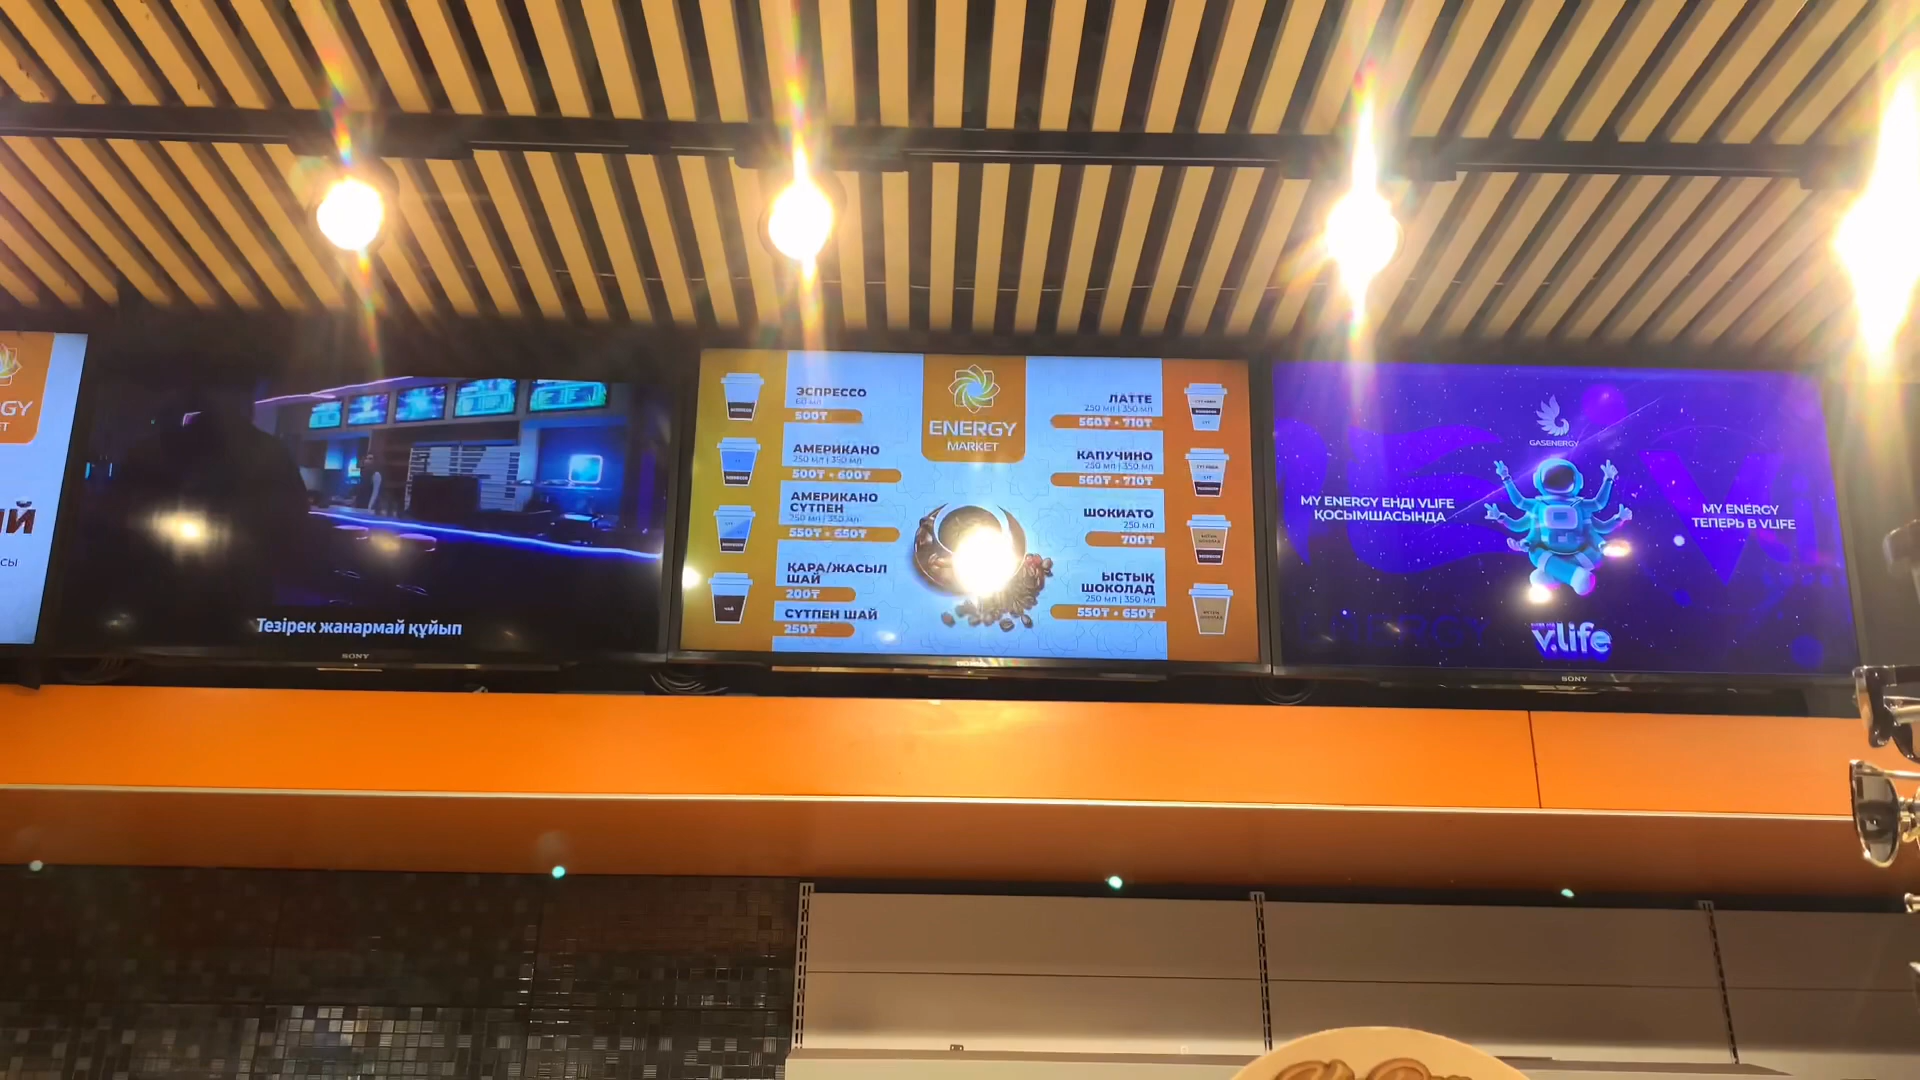 GY
ЫЙ
СЫ
Тезірек жанармай құйып
SONY
ЭСПРЕССО
60 мл
500₸
АМЕРИКАНО
250 мл | 350 мл
500₸ • 600₸
АМЕРИКАНО
СҮТПЕН
250 мл | 350 мл
550₸ • 650₸
ҚАРА/ЖАСЫЛ
ШАЙ
200₸
СҮТПЕН ШАЙ
250₸
ENERGY
MARKET
ЛАТТЕ
250 мл | 350 мл
560₸ • 710₸
КАПУЧИНО
250 мл | 350 мл
560₸ • 710₸
ШОКИАТО
250 мл
700₸
ЫСТЫҚ
ШОКОЛАД
250 мл | 350 мл
550₸ • 650₸
GASENERGY
MY ENERGY ЕНДІ VLIFE
ҚОСЫМШАСЫНДА
MY ENERGY
ТЕПЕРЬ В VLIFE
v.life
SONY